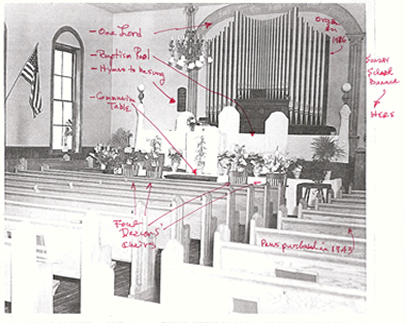 - One Lord
- Baptism Pool
- Hymns to be sung
- Communion Table
organ in 1986
Sunday School Banner
HERE
Four Deacons' Chairs
Pews purchased in 1943